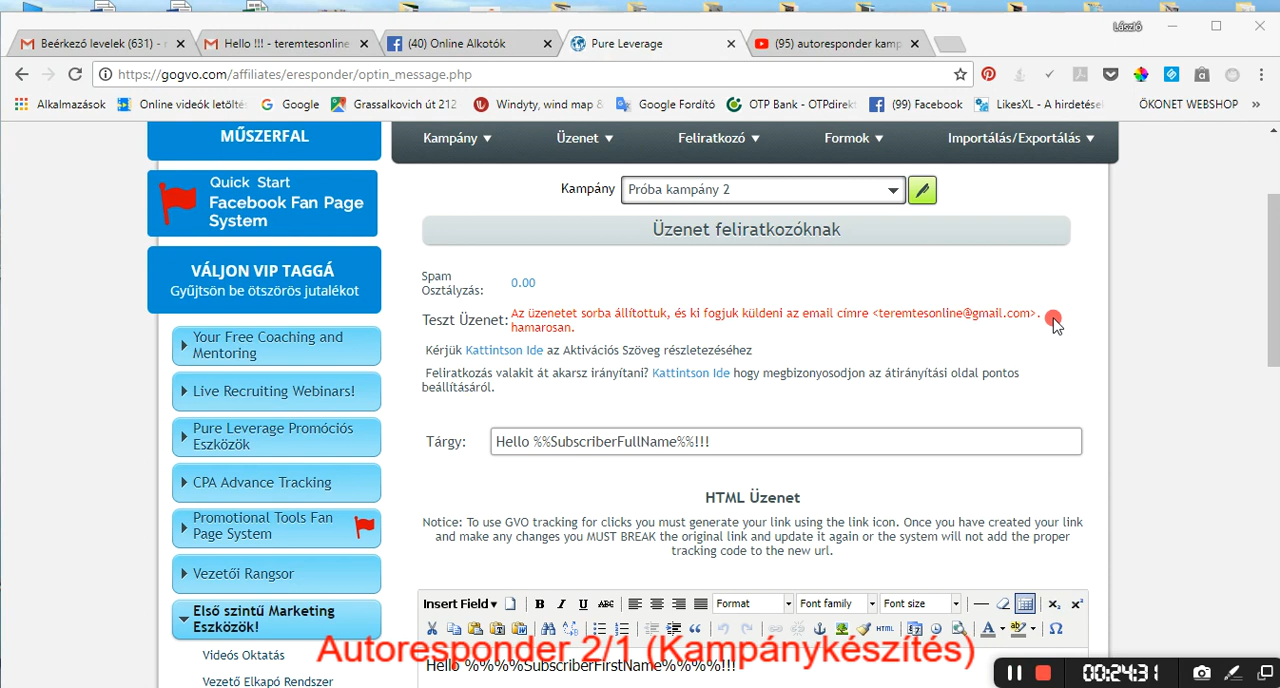 László
Beérkező levelek (631) -
Hello !!! - teremtesonline
(40) Online Alkotók
Pure Leverage
(95) autoresponder kamp
https://gogvo.com/affiliates/eresponder/optin_message.php
Alkalmazások
Online videók letölté
Google
Grassalkovich út 212
Windyty, wind map &
Google Fordító
OTP Bank - OTPdirekt
(99) Facebook
LikesXL - A hirdetése
ÖKONET WEBSHOP »
MŰSZERFAL
Kampány ▼
Üzenet ▼
Feliratkozó ▼
Formok ▼
Importálás/Exportálás ▼
Quick Start
Facebook Fan Page
System
Kampány
Próba kampány 2
Üzenet feliratkozóknak
VÁLJON VIP TAGGÁ
Gyűjtsön be ötszörös jutalékot
Spam
Osztályzás:
0.00
Teszt Üzenet:
Az üzenetet sorba állítottuk, és ki fogjuk küldeni az email címre <teremtesonline@gmail.com>.
hamarosan.
Kérjük Kattintson Ide az Aktivációs Szöveg részletezéséhez
Feliratkozás valakit át akarsz irányítani? Kattintson Ide hogy megbizonyosodjon az átirányítási oldal pontos
beállításáról.
Your Free Coaching and
Mentoring
Live Recruiting Webinars!
Pure Leverage Promóciós
Eszközök
CPA Advance Tracking
Promotional Tools Fan
Page System
Vezetői Rangsor
Első szintű Marketing
Eszközök!
Videós Oktatás
Vezető Elkapó Rendszer
Tárgy:
Hello %%SubscriberFullName%%!!!
HTML Üzenet
Notice: To use GVO tracking for clicks you must generate your link using the link icon. Once you have created your link
and make any changes you MUST BREAK the original link and update it again or the system will not add the proper
tracking code to the new url.
Insert Field
B I U ABC
Format
Font family
Font size
HTML
Hello %%%%SubscriberFirstName%%%%!!!
Autoresponder 2/1 (Kampánykészítés)
00:24:31